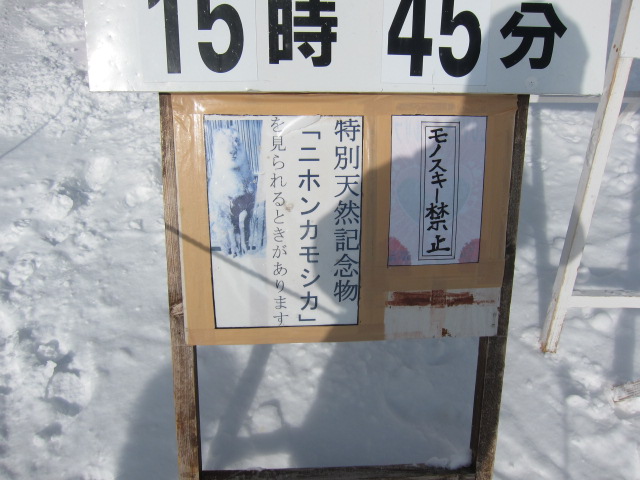 15時45分
特別天然記念物
「ニホンカモシカ」
を見られるときがあります
モノスキー禁止